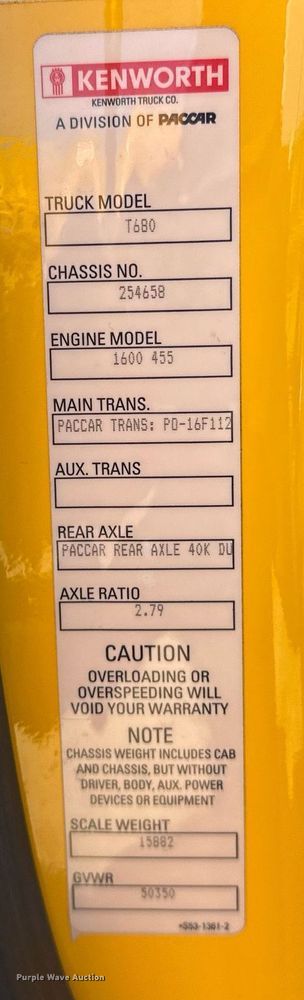 KENWORTH
KENWORTH TRUCK CO.
A DIVISION OF PACCAR
TRUCK MODEL
T680
CHASSIS NO.
254658
ENGINE MODEL
1600 455
MAIN TRANS.
PACCAR TRANS: PO-16F112
AUX. TRANS
REAR AXLE
PACCAR REAR AXLE 40K DU
AXLE RATIO
2.79
CAUTION
OVERLOADING OR
OVERSPEEDING WILL
VOID YOUR WARRANTY
NOTE
CHASSIS WEIGHT INCLUDES CAB
AND CHASSIS, BUT WITHOUT
DRIVER, BODY, AUX. POWER
DEVICES OR EQUIPMENT
SCALE WEIGHT
15882
GVWR
50350
S53-1361-2
Purple Wave Auction